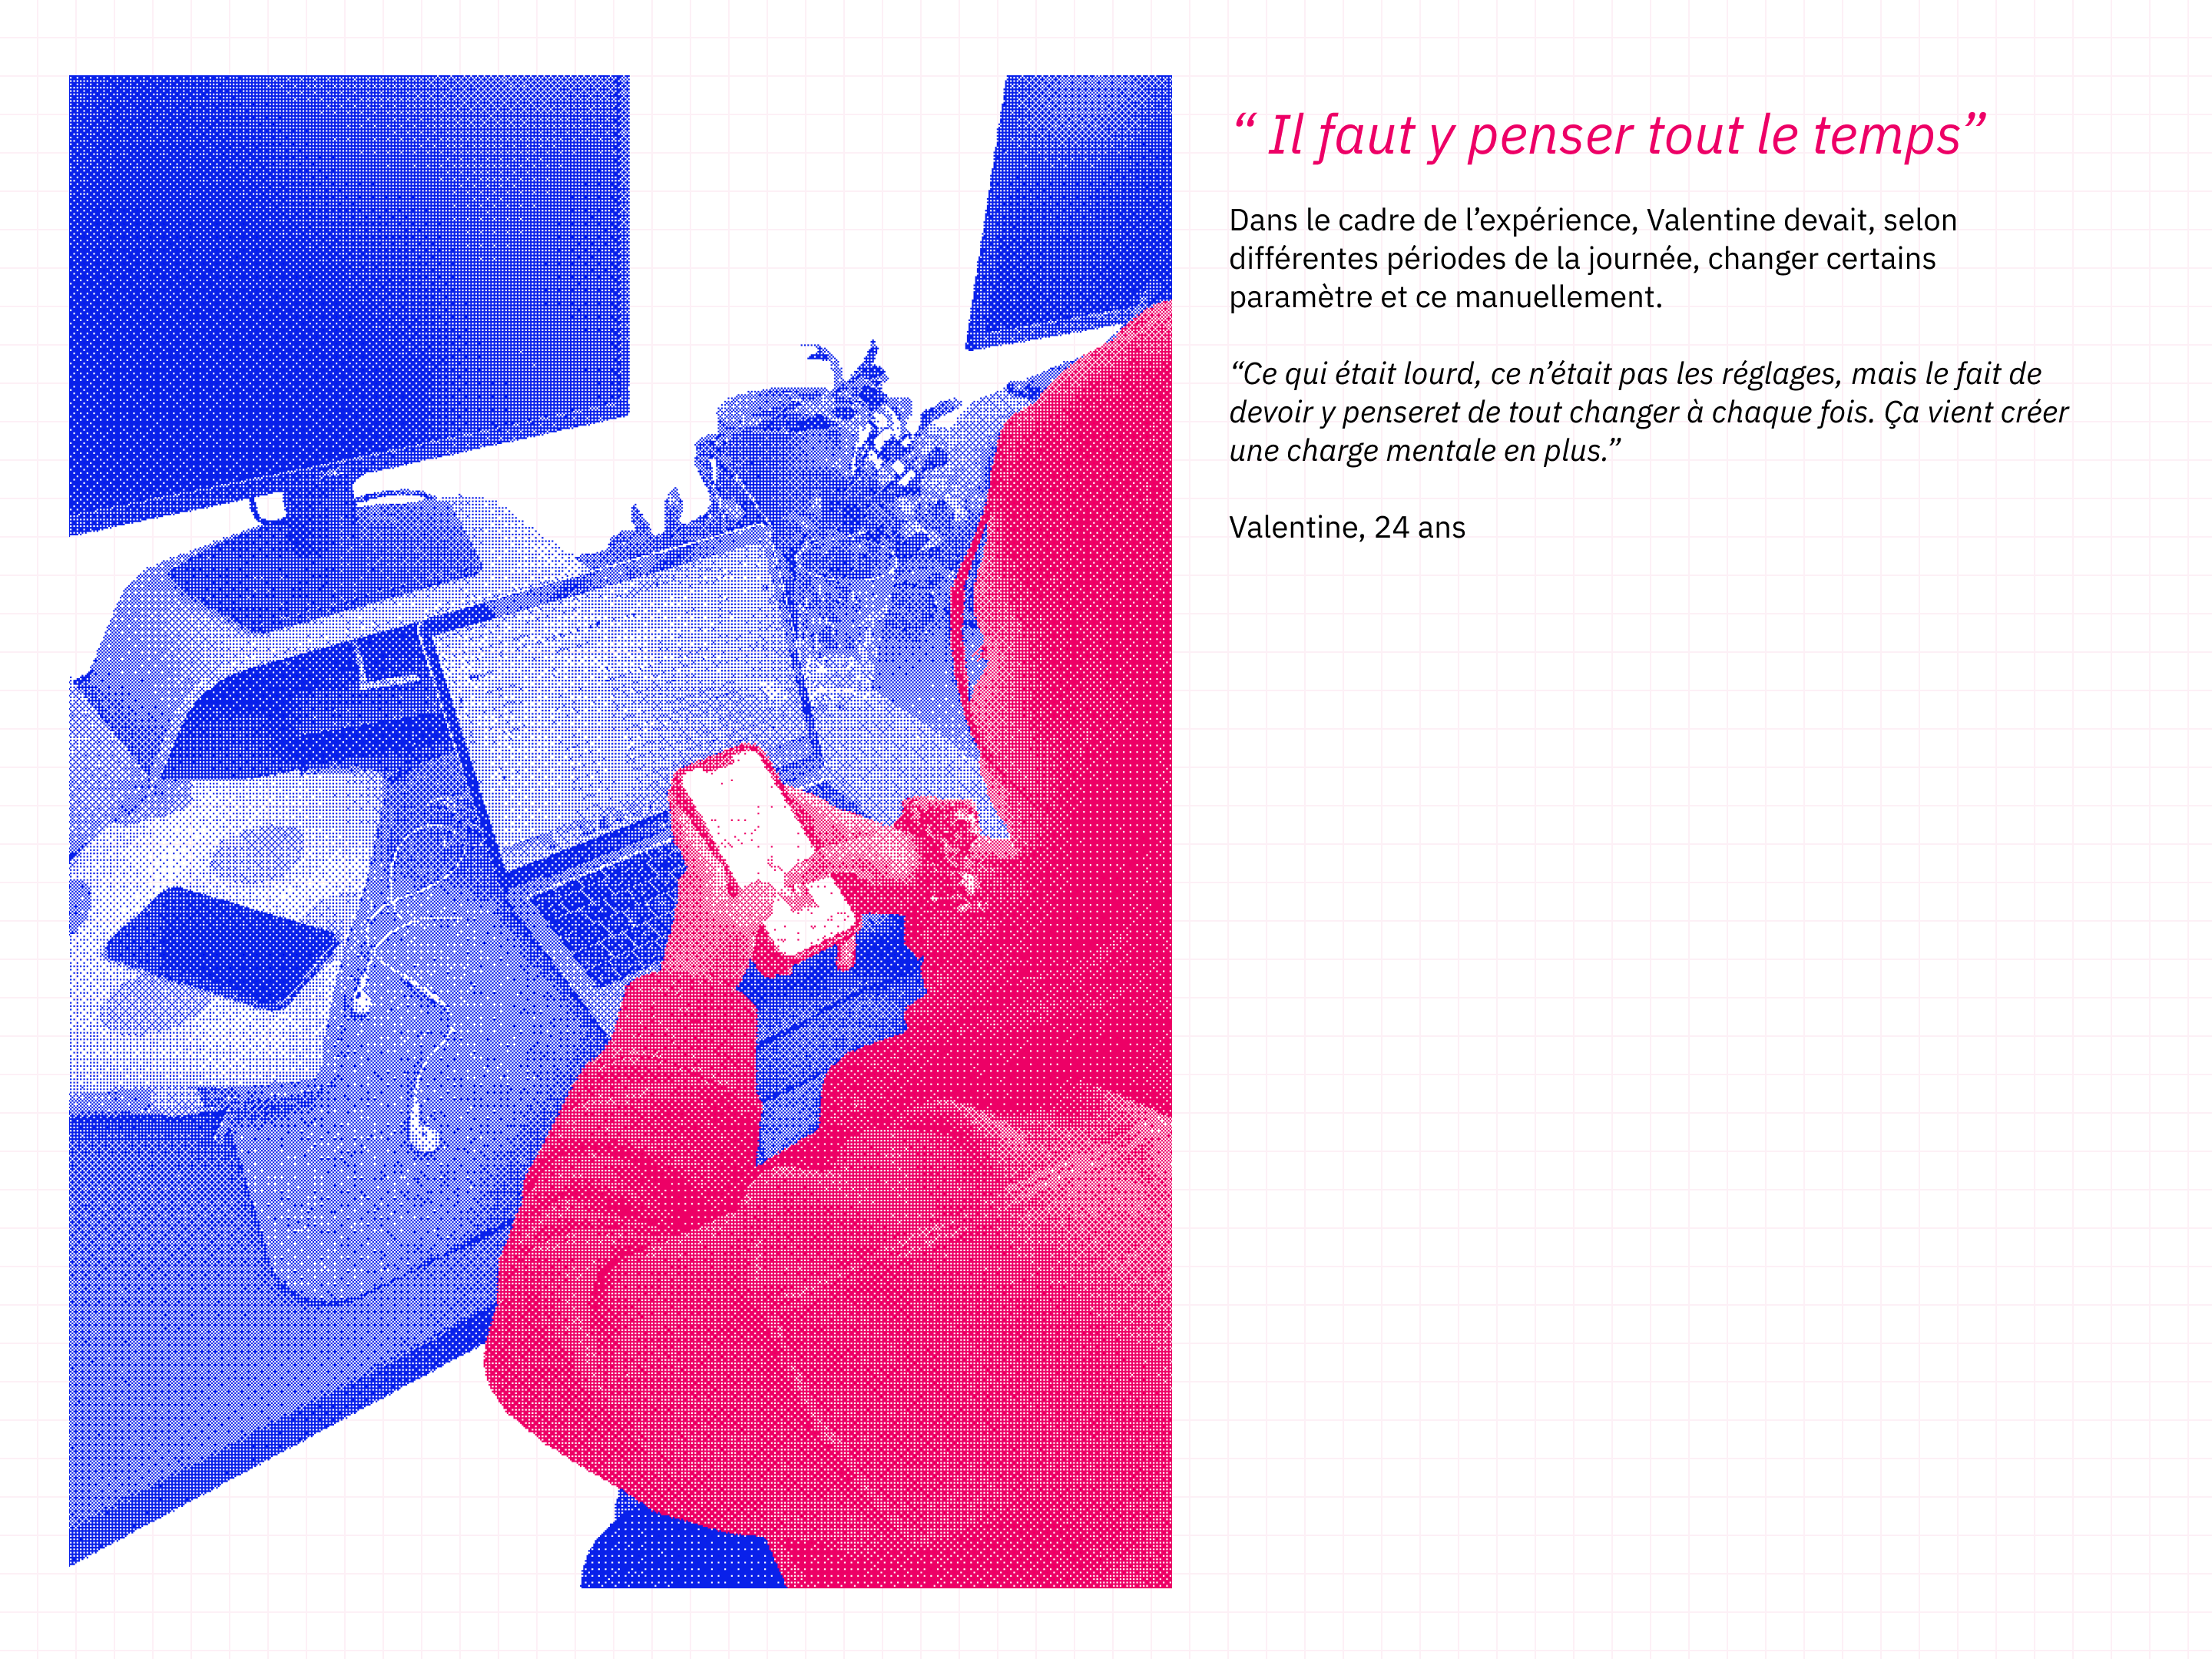 “ Il faut y penser tout le temps”
Dans le cadre de l’expérience, Valentine devait, selon
différentes périodes de la journée, changer certains
paramètre et ce manuellement.
“Ce qui était lourd, ce n’était pas les réglages, mais le fait de
devoir y penseret de tout changer à chaque fois. Ça vient créer
une charge mentale en plus.”
Valentine, 24 ans